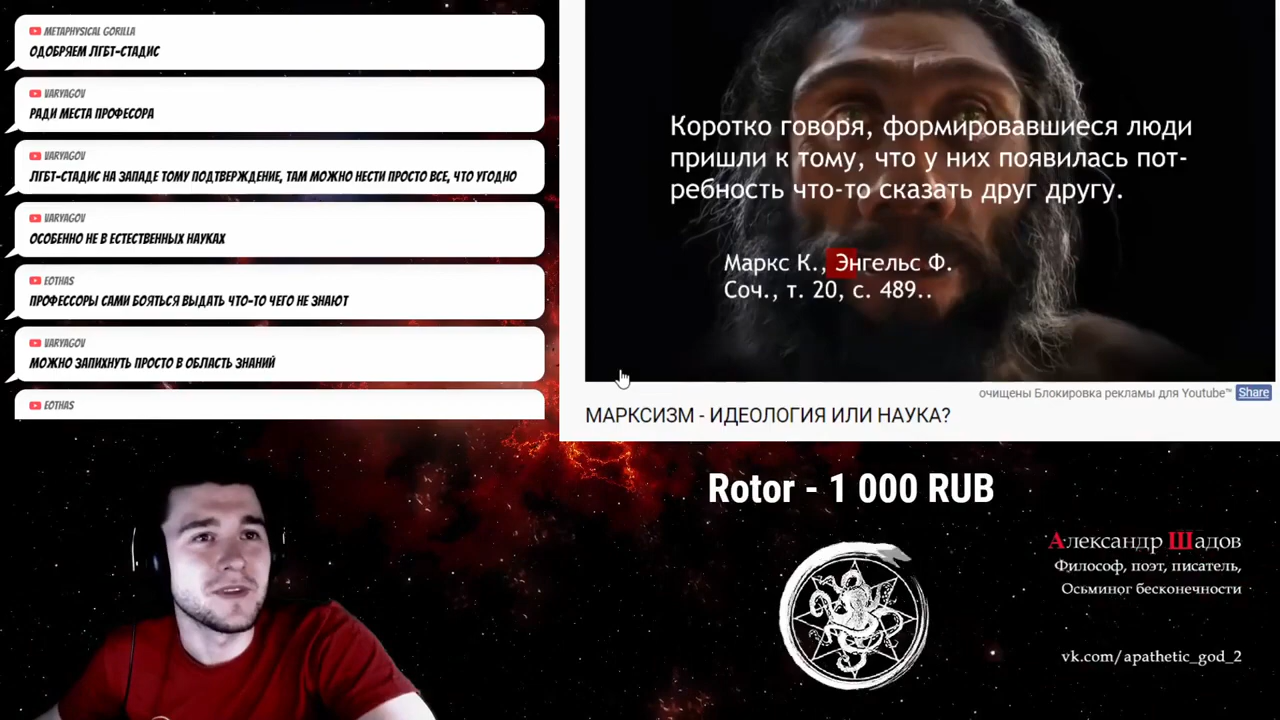 METAPHYSICAL GORILLA
ОДОБРЯЕМ ЛГБТ-СТАДИС
VARYAGOV
РАДИ МЕСТА ПРОФЕСОРА
VARYAGOV
ЛГБТ-СТАДИС НА ЗАПАДЕ ТОМУ ПОДТВЕРЖДЕНИЕ, ТАМ МОЖНО НЕСТИ ПРОСТО ВСЕ, ЧТО УГОДНО
VARYAGOV
ОСОБЕННО НЕ В ЕСТЕСТВЕННЫХ НАУКАХ
EOTHAS
ПРОФЕССОРЫ САМИ БОЯТЬСЯ ВЫДАТЬ ЧТО-ТО ЧЕГО НЕ ЗНАЮТ
VARYAGOV
МОЖНО ЗАПИХНУТЬ ПРОСТО В ОБЛАСТЬ ЗНАНИЙ
EOTHAS
Коротко говоря, формировавшиеся люди
пришли к тому, что у них появилась пот-
ребность что-то сказать друг другу.
Маркс К., Энгельс Ф.
Соч., т. 20, с. 489..
очищены Блокировка рекламы для Youtube™ Share
МАРКСИЗМ - ИДЕОЛОГИЯ ИЛИ НАУКА?
Rotor - 1 000 RUB
Александр Шадов
Философ, поэт, писатель,
Осьминог бесконечности
vk.com/apathetic_god_2